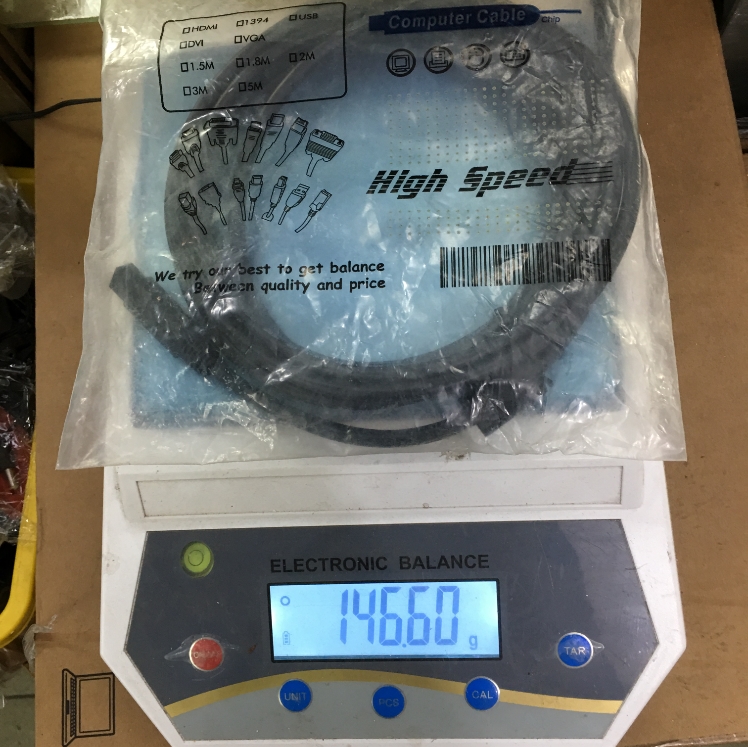 □HDMI □1394 □USB
□DVI □VGA
□1.5M □1.8M □2M
□3M □5M
Computer Cable
Chip
High Speed
We try our best to get balance
Between quality and price
ELECTRONIC BALANCE
146.60 g
TAR
UNIT PCS CAL